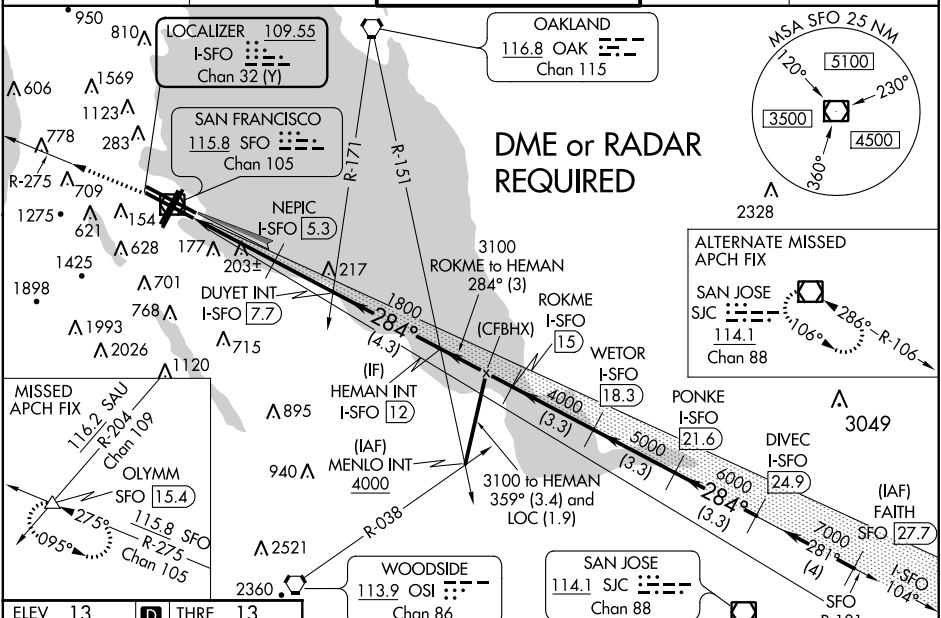 950
810
LOCALIZER 109.55
I-SFO
Chan 32 (Y)
OAKLAND
116.8 OAK
Chan 115
MSA SFO 25 NM
120°
5100
230°
3500
4500
360°
606
1569
1123
283
SAN FRANCISCO
115.8 SFO
Chan 105
DME or RADAR
REQUIRED
778
R-275
709
1275
621
154
628
177
203±
NEPIC
I-SFO 5.3
R-171
R-151
217
2328
3100
ROKME to HEMAN
284° (3)
ALTERNATE MISSED
APCH FIX
SAN JOSE
SJC
114.1
Chan 88
106°
286°
R-106
1425
1898
701
768
1993
2026
715
1120
DUYET INT
I-SFO 7.7
1800
284°
(4.3)
(CFBHX)
ROKME
I-SFO
15
WETOR
I-SFO
18.3
(IF)
HEMAN INT
I-SFO 12
4000
(3.3)
PONKE
I-SFO
21.6
3049
MISSED
APCH FIX
116.2 SAU
R-204
Chan 109
OLYMM
SFO 15.4
275°
095°
115.8 SFO
R-275
Chan 105
895
940
2521
(IAF)
MENLO INT
4000
3100 to HEMAN
359° (3.4) and
LOC (1.9)
5000
(3.3)
DIVEC
I-SFO
24.9
6000
284°
(3.3)
(IAF)
FAITH
SFO 27.7
7000
281°
(4)
I-SFO
104°
R-038
2360
WOODSIDE
113.9 OSI
Chan 86
SAN JOSE
114.1 SJC
Chan 88
SFO
R-101
ELEV 13
D
THRE 13